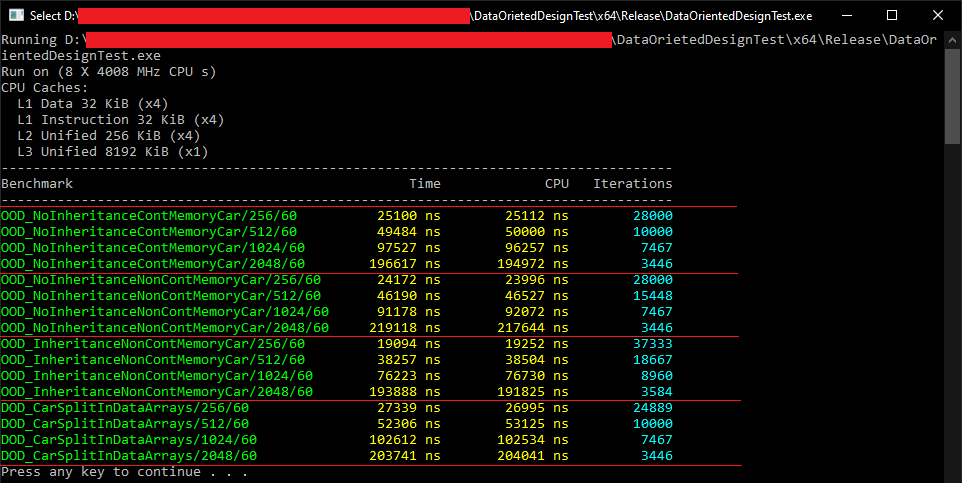 Select D:\ \DataOrietedDesignTest\x64\Release\DataOrientedDesignTest.exe
Running D:\ \DataOrietedDesignTest\x64\Release\DataOr
ientedDesignTest.exe
Run on (8 X 4008 MHz CPU s)
CPU Caches:
  L1 Data 32 KiB (x4)
  L1 Instruction 32 KiB (x4)
  L2 Unified 256 KiB (x4)
  L3 Unified 8192 KiB (x1)
------------------------------------------------------------------------------------
Benchmark                                          Time             CPU   Iterations
------------------------------------------------------------------------------------
OOD_NoInheritanceContMemoryCar/256/60          25100 ns        25112 ns        28000
OOD_NoInheritanceContMemoryCar/512/60          49484 ns        50000 ns        10000
OOD_NoInheritanceContMemoryCar/1024/60         97527 ns        96257 ns         7467
OOD_NoInheritanceContMemoryCar/2048/60        196617 ns       194972 ns         3446
OOD_NoInheritanceNonContMemoryCar/256/60       24172 ns        23996 ns        28000
OOD_NoInheritanceNonContMemoryCar/512/60       46190 ns        46527 ns        15448
OOD_NoInheritanceNonContMemoryCar/1024/60      91178 ns        92072 ns         7467
OOD_NoInheritanceNonContMemoryCar/2048/60     219118 ns       217644 ns         3446
OOD_InheritanceNonContMemoryCar/256/60         19094 ns        19252 ns        37333
OOD_InheritanceNonContMemoryCar/512/60         38257 ns        38504 ns        18667
OOD_InheritanceNonContMemoryCar/1024/60        76223 ns        76730 ns         8960
OOD_InheritanceNonContMemoryCar/2048/60       193888 ns       191825 ns         3584
DOD_CarSplitInDataArrays/256/60                27339 ns        26995 ns        24889
DOD_CarSplitInDataArrays/512/60                52306 ns        53125 ns        10000
DOD_CarSplitInDataArrays/1024/60              102612 ns       102534 ns         7467
DOD_CarSplitInDataArrays/2048/60              203741 ns       204041 ns         3446
Press any key to continue . . .